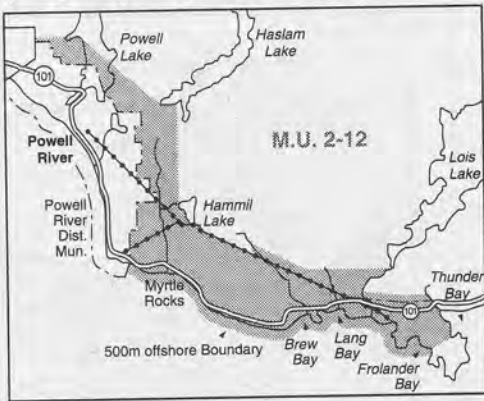 Powell
Lake
Haslam
Lake
101
M.U. 2-12
Powell
River
Lois
Lake
Powell
River
Dist.
Mun.
Hammil
Lake
Thunder
Bay
Myrtle
Rocks
101
500m offshore Boundary
Brew
Bay
Lang
Bay
Frolander
Bay